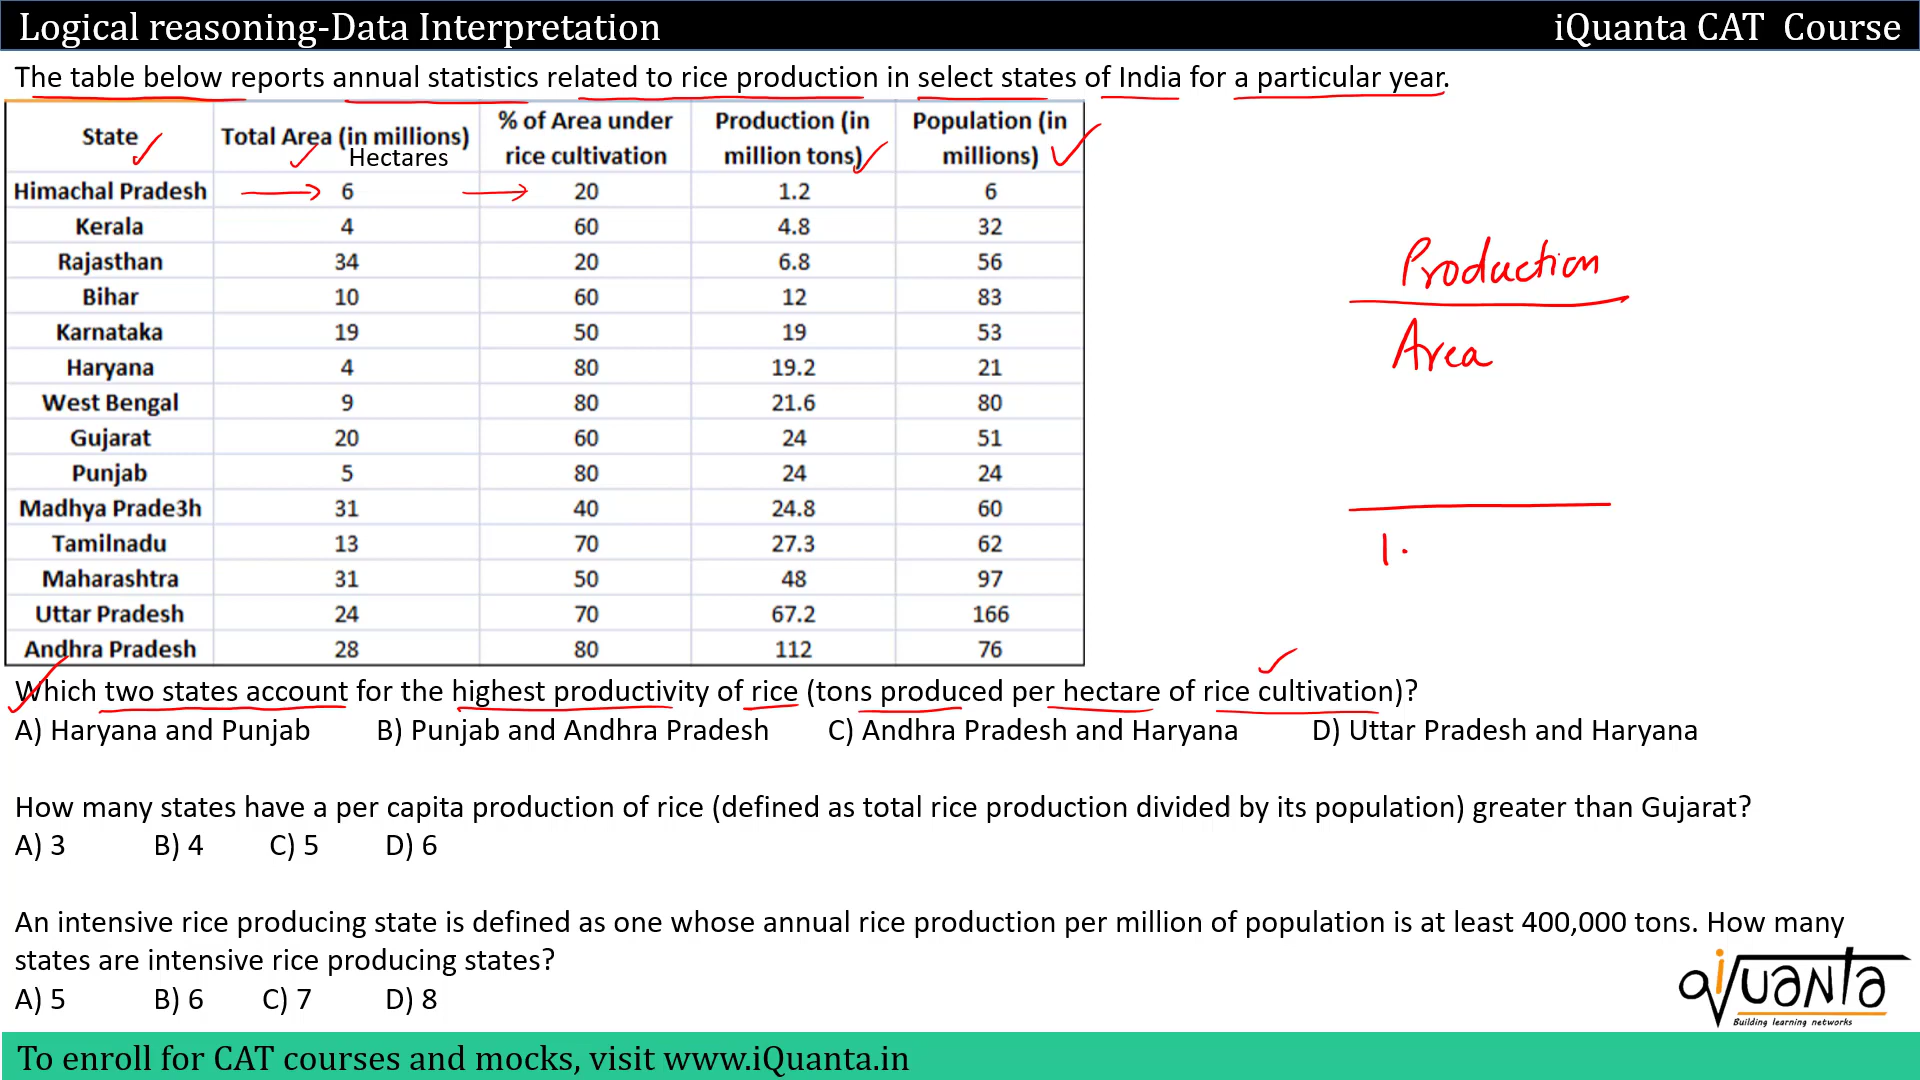 Logical reasoning-Data Interpretation iQuanta CAT Course
The table below reports annual statistics related to rice production in select states of India for a particular year.
State Total Area (in millions) Hectares % of Area under rice cultivation Production (in million tons) Population (in millions)
Himachal Pradesh 6 20 1.2 6
Kerala 4 60 4.8 32
Rajasthan 34 20 6.8 56
Bihar 10 60 12 83
Karnataka 19 50 19 53
Haryana 4 80 19.2 21
West Bengal 9 80 21.6 80
Gujarat 20 60 24 51
Punjab 5 80 24 24
Madhya Prade3h 31 40 24.8 60
Tamilnadu 13 70 27.3 62
Maharashtra 31 50 48 97
Uttar Pradesh 24 70 67.2 166
Andhra Pradesh 28 80 112 76
Production
Area
1.
Which two states account for the highest productivity of rice (tons produced per hectare of rice cultivation)?
A) Haryana and Punjab B) Punjab and Andhra Pradesh C) Andhra Pradesh and Haryana D) Uttar Pradesh and Haryana
How many states have a per capita production of rice (defined as total rice production divided by its population) greater than Gujarat?
A) 3 B) 4 C) 5 D) 6
An intensive rice producing state is defined as one whose annual rice production per million of population is at least 400,000 tons. How many
states are intensive rice producing states?
A) 5 B) 6 C) 7 D) 8
iQuanta
Building learning networks
To enroll for CAT courses and mocks, visit www.iQuanta.in